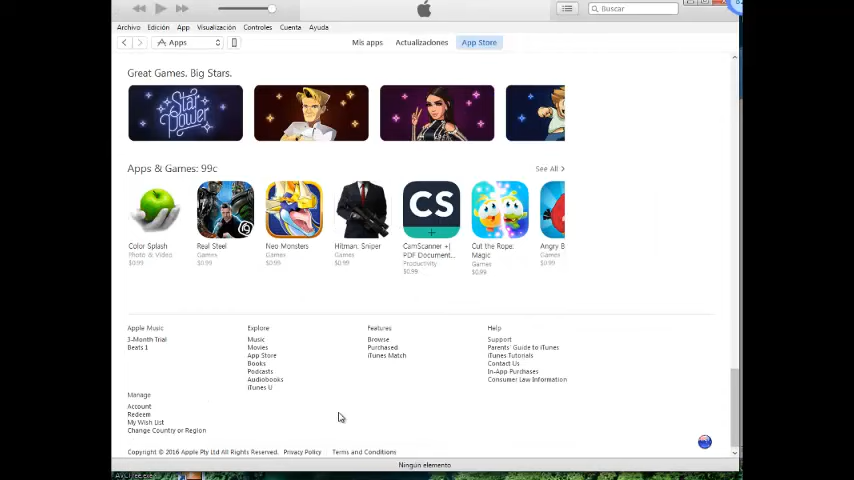 Buscar
Archivo Edición App Visualización Controles Cuenta Ayuda
Apps Mis apps Actualizaciones App Store
Great Games. Big Stars.
Star Power
Apps & Games: 99c See All
CS
Color Splash Real Steel Neo Monsters Hitman: Sniper CamScanner +| Cut the Rope: Angry B
Photo & Video Games Games Games PDF Document... Magic Games
$0.99 $0.99 $0.99 $0.99 Productivity Games
$0.99 $0.99
Apple Music Explore Features Help
3-Month Trial Music Browse Support
Beats 1 Movies Purchased Parents' Guide to iTunes
App Store iTunes Match iTunes Tutorials
Books Contact Us
Podcasts In-App Purchases
Audiobooks Consumer Law Information
iTunes U
Manage
Account
Redeem
My Wish List
Change Country or Region
Copyright © 2016 Apple Pty Ltd All Rights Reserved. Privacy Policy Terms and Conditions
Ningún elemento